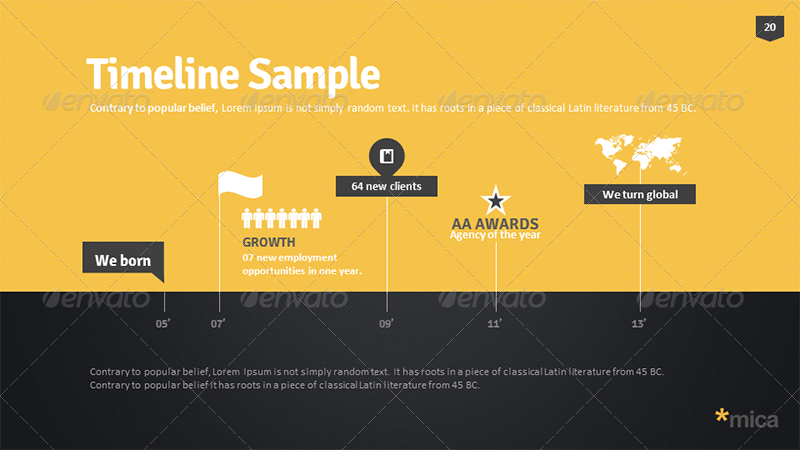 20
Timeline Sample
envato envato envato envato
Contrary to popular belief, Lorem Ipsum is not simply random text. It has roots in a piece of classical Latin literature from 45 BC.
64 new clients
We turn global
AA AWARDS
Agency of the year
GROWTH
07 new employment
opportunities in one year.
We born
envato envato envato envato
05’ 07’ 09’ 11’ 13’
Contrary to popular belief, Lorem Ipsum is not simply random text. It has roots in a piece of classical Latin literature from 45 BC.
Contrary to popular belief It has roots in a piece of classical Latin literature from 45 BC.
*mica